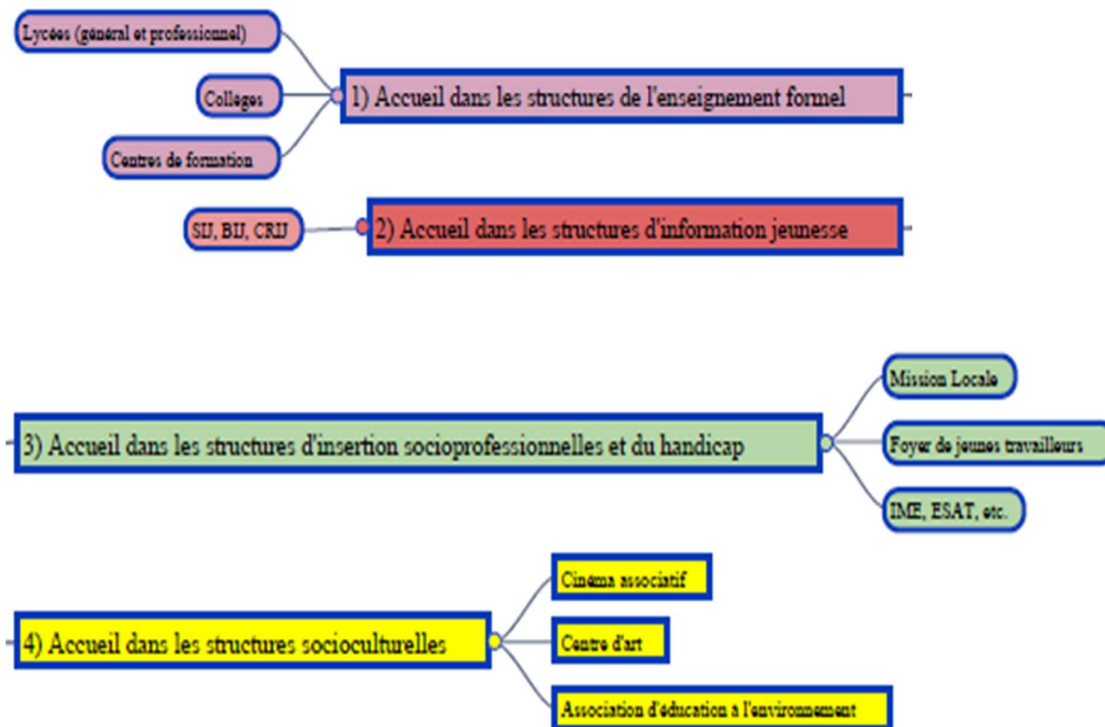 Lycées (général et professionnel)
Collèges
Centres de formation
1) Accueil dans les structures de l'enseignement formel
SIJ, BIJ, CRIJ
2) Accueil dans les structures d'information jeunesse
3) Accueil dans les structures d'insertion socioprofessionnelles et du handicap
Mission Locale
Foyer de jeunes travailleurs
IME, ESAT, etc.
4) Accueil dans les structures socioculturelles
Cinéma associatif
Centre d'art
Association d'éducation à l'environnement